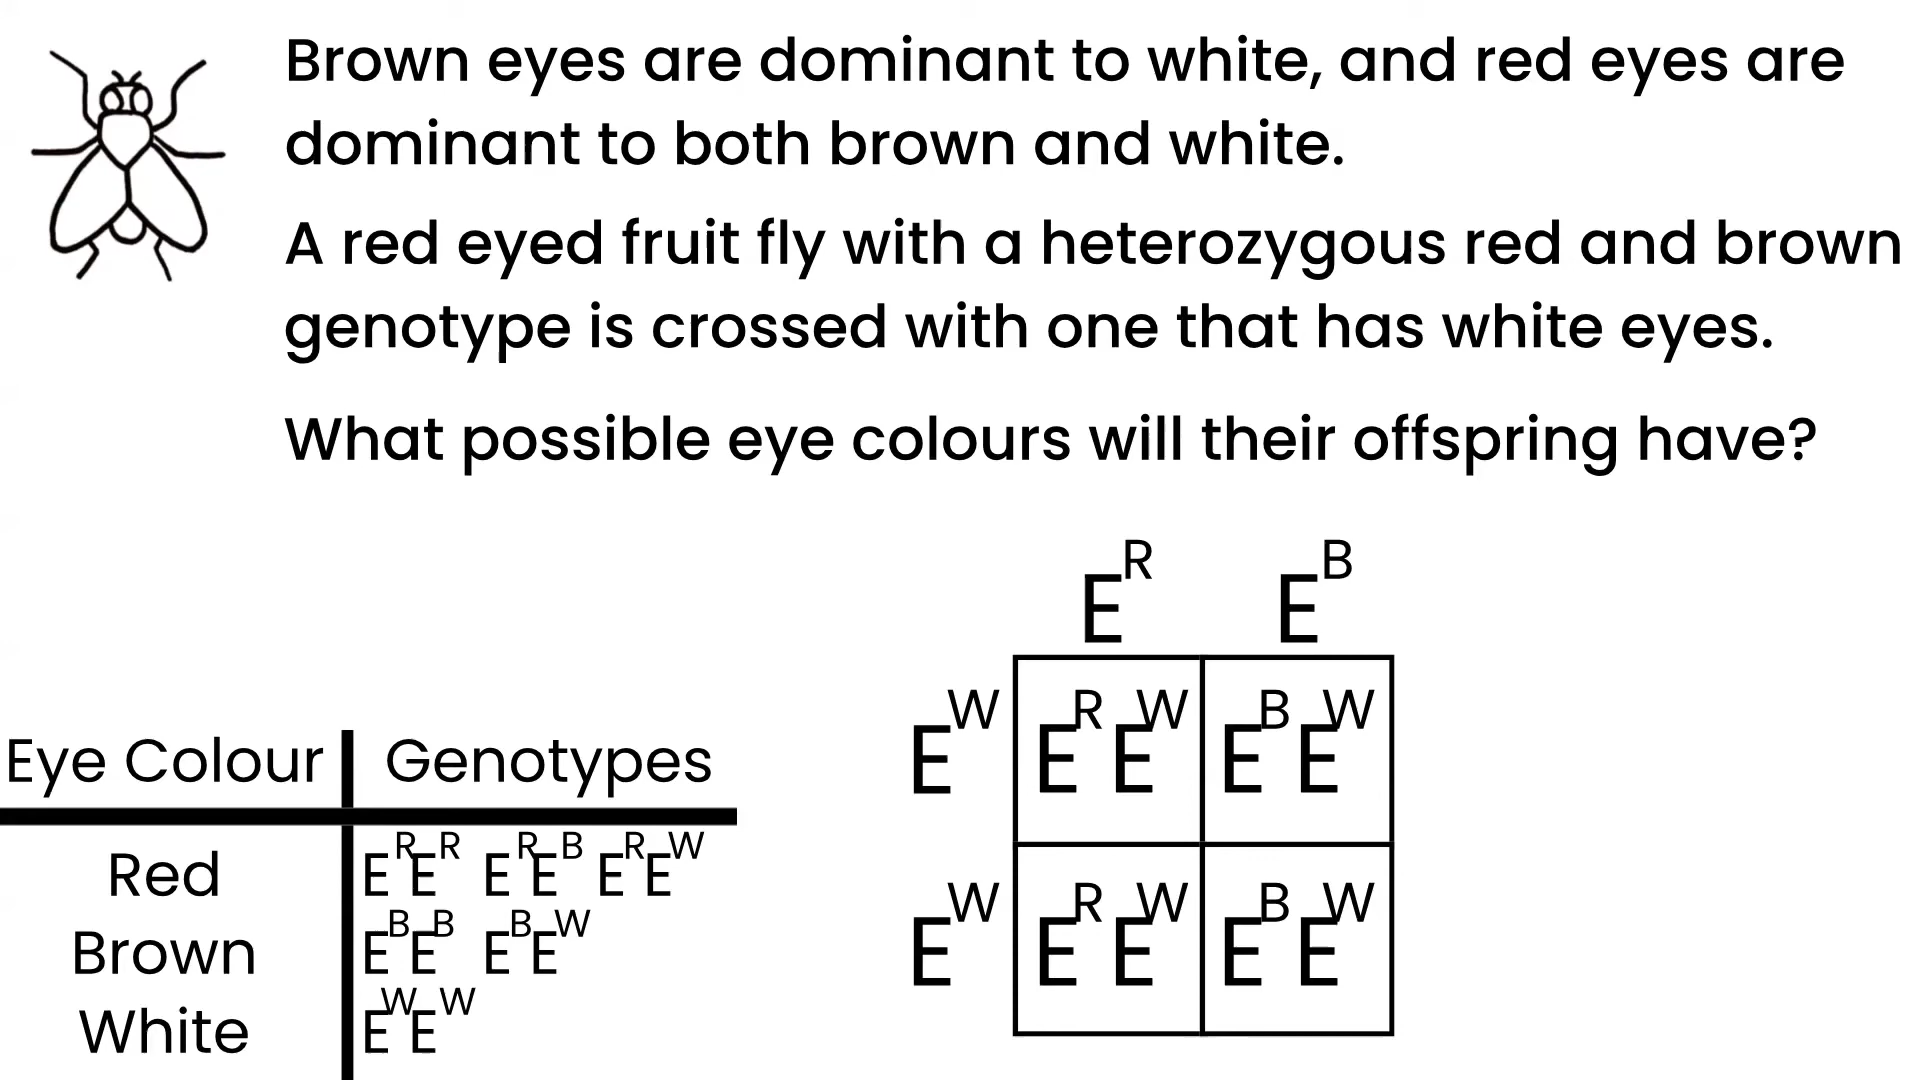 Brown eyes are dominant to white, and red eyes are
dominant to both brown and white.
A red eyed fruit fly with a heterozygous red and brown
genotype is crossed with one that has white eyes.
What possible eye colours will their offspring have?
E^R E^B
E^W E^R E^W E^B E^W
E^W E^R E^W E^B E^W
Eye Colour Genotypes
Red E^R E^R E^R E^B E^R E^W
Brown E^B E^B E^B E^W
White E^W E^W